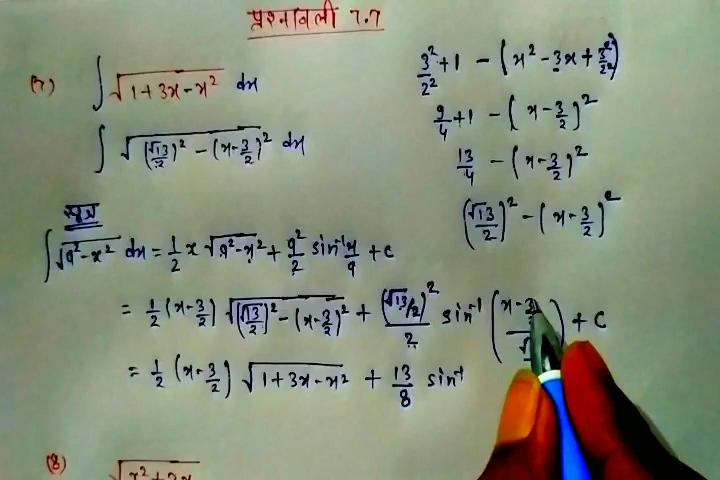 प्रश्नावली 7.7
(7) ∫ √(1+3x-x²) dx
∫ √((√13/2)² - (x-3/2)²) dx
3²/2² + 1 - (x² - 3x + 3²/2²)
9/4 + 1 - (x - 3/2)²
13/4 - (x - 3/2)²
(√13/2)² - (x - 3/2)²
सूत्र
∫ √(a²-x²) dx = 1/2 x √(a²-x²) + a²/2 sin⁻¹ x/a + c
= 1/2 (x-3/2) √((√13/2)² - (x-3/2)²) + (√13/2)²/2 sin⁻¹ (x-3
+ c
= 1/2 (x-3/2) √(1+3x-x²) + 13/8 sin⁻¹
(8)